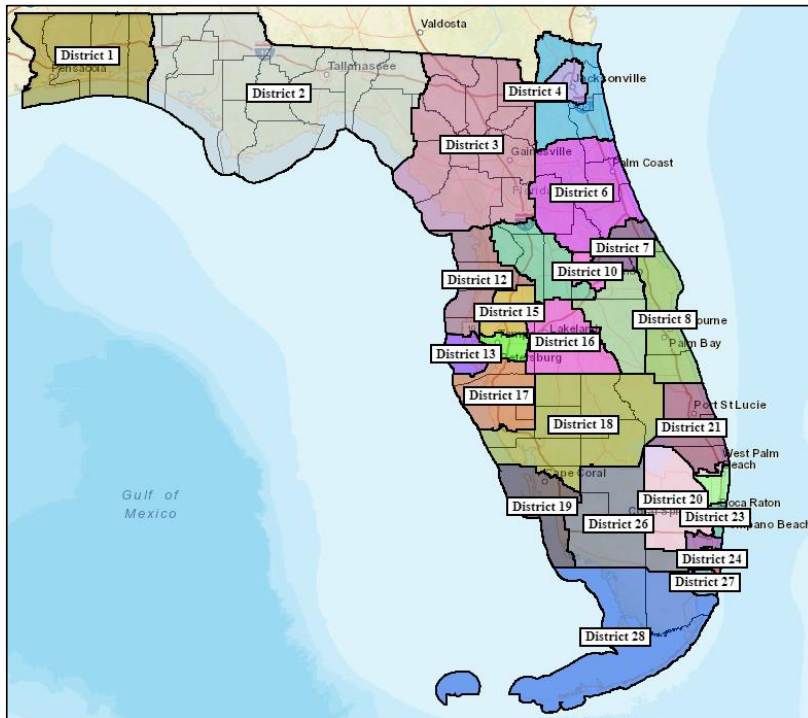 Valdosta
District 1
Pensacola
Tallahassee
District 2
District 4
Jacksonville
District 3
Gainesville
Palm Coast
District 6
District 7
District 10
District 12
District 15
District 8
Lakeland
Palm Bay
District 16
District 13
District 17
Port St Lucie
District 18
District 21
West Palm
Beach
Cape Coral
District 19
District 20
Gulf of
Mexico
District 26
District 23
District 24
District 27
District 28